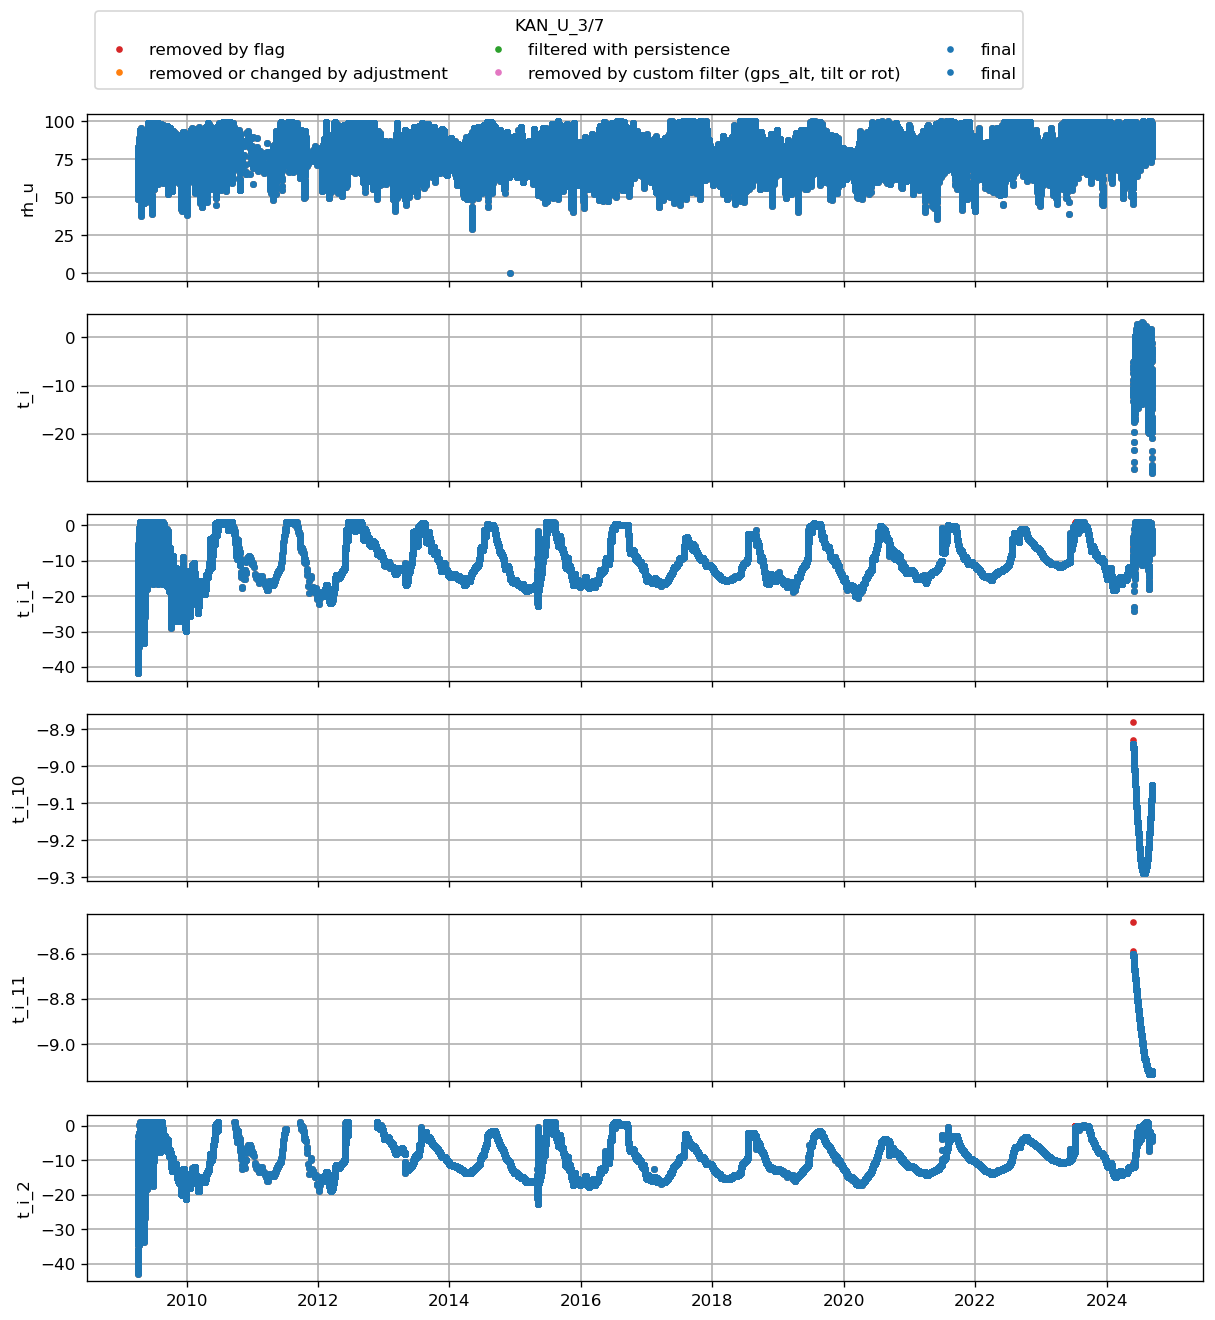 KAN_U_3/7
removed by flag
filtered with persistence
final
removed or changed by adjustment
removed by custom filter (gps_alt, tilt or rot)
final
rh_u
100
75
50
25
0
t_i
0
−10
−20
t_i_1
0
−10
−20
−30
−40
t_i_10
−8.9
−9.0
−9.1
−9.2
−9.3
t_i_11
−8.6
−8.8
−9.0
t_i_2
0
−10
−20
−30
−40
2010 2012 2014 2016 2018 2020 2022 2024